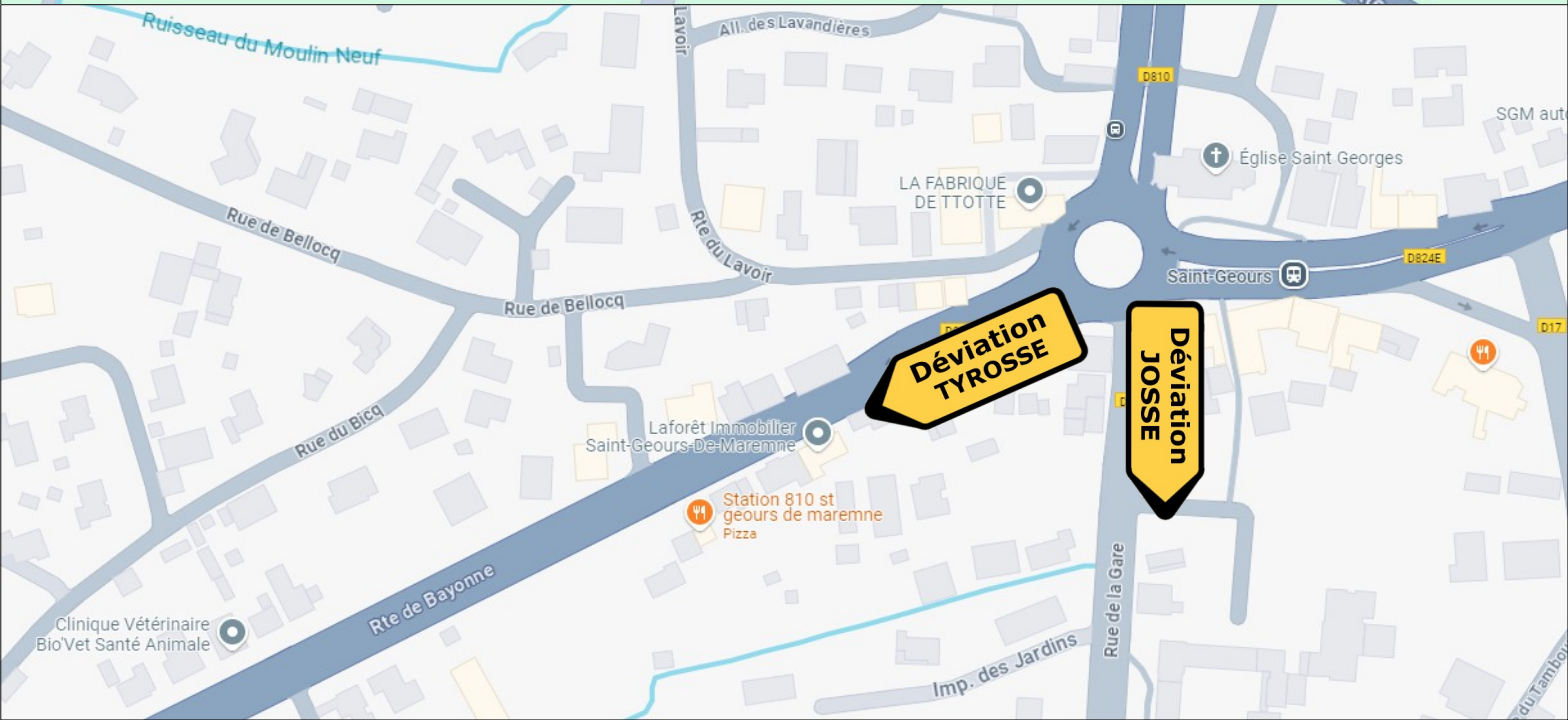 Ruisseau du Moulin Neuf
Lavoir
All. des Lavandières
D810
SGM auto
Église Saint Georges
LA FABRIQUE
DE TTOTTE
Rue de Bellocq
Rte du Lavoir
D824E
Saint-Geours
Rue de Bellocq
D17
Déviation
TYROSSE
Déviation
JOSSE
Rue du Bicq
Laforêt Immobilier
Saint-Geours-De-Maremne
Station 810 st
geours de maremne
Pizza
Rte de Bayonne
Rue de la Gare
Clinique Vétérinaire
Bio'Vet Santé Animale
Imp. des Jardins